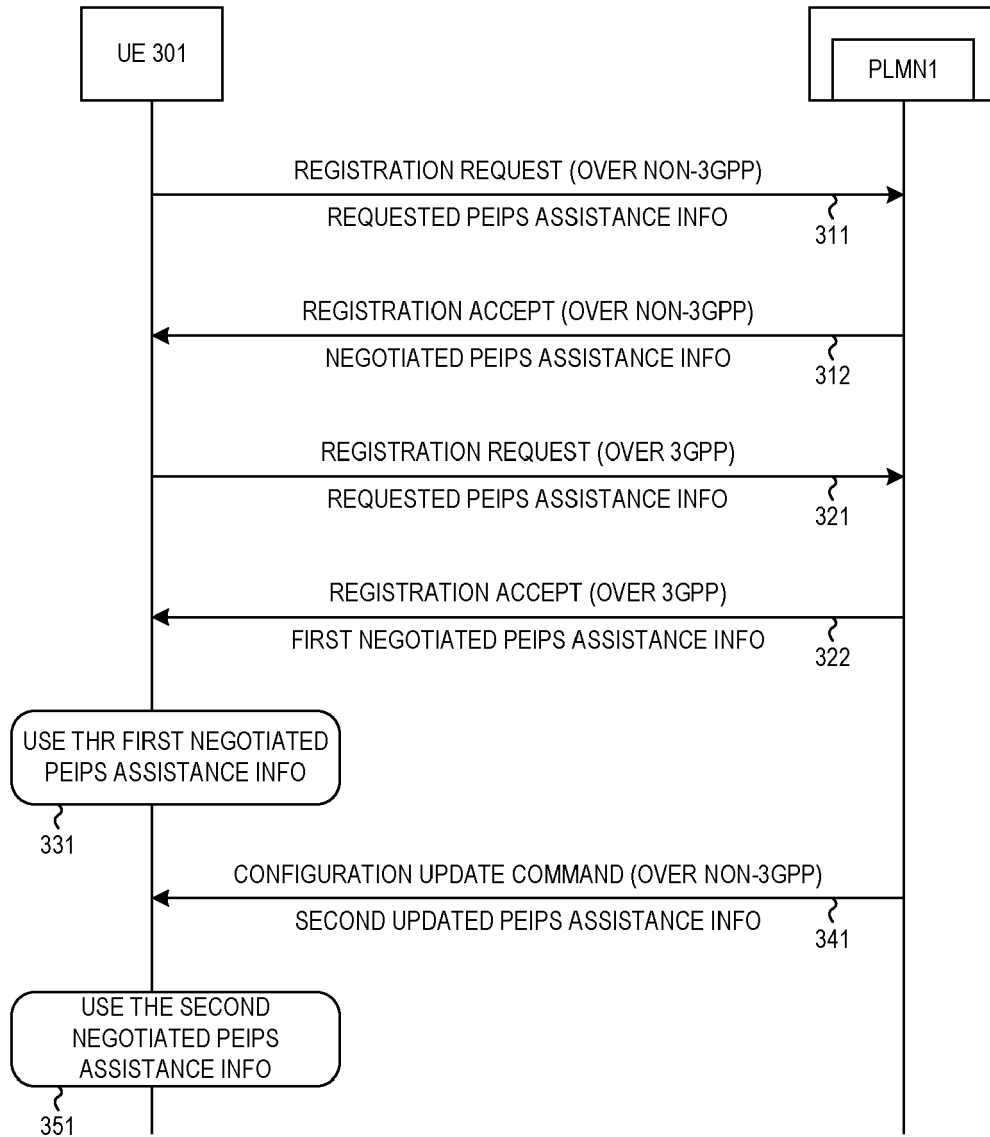 UE 301
PLMN1
REGISTRATION REQUEST (OVER NON-3GPP)
REQUESTED PEIPS ASSISTANCE INFO
311
REGISTRATION ACCEPT (OVER NON-3GPP)
NEGOTIATED PEIPS ASSISTANCE INFO
312
REGISTRATION REQUEST (OVER 3GPP)
REQUESTED PEIPS ASSISTANCE INFO
321
REGISTRATION ACCEPT (OVER 3GPP)
FIRST NEGOTIATED PEIPS ASSISTANCE INFO
322
USE THR FIRST NEGOTIATED
PEIPS ASSISTANCE INFO
331
CONFIGURATION UPDATE COMMAND (OVER NON-3GPP)
SECOND UPDATED PEIPS ASSISTANCE INFO
341
USE THE SECOND
NEGOTIATED PEIPS
ASSISTANCE INFO
351